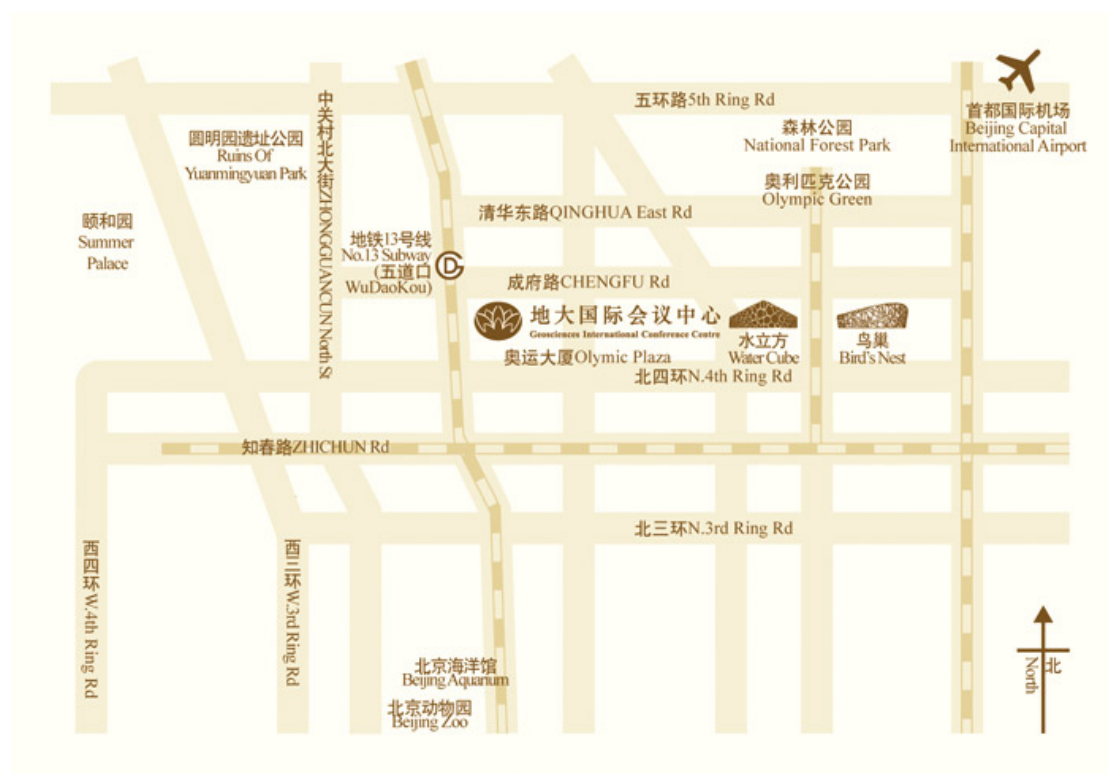 五环路5th Ring Rd
首都国际机场
Beijing Capital
International Airport
森林公园
National Forest Park
圆明园遗址公园
Ruins Of
Yuanmingyuan Park
中关村北大街ZHONGGUANCUN North St
奥利匹克公园
Olympic Green
清华东路QINGHUA East Rd
颐和园
Summer
Palace
地铁13号线
No.13 Subway
(五道口
WuDaoKou)
成府路CHENGFU Rd
地大国际会议中心
Geosciences International Conference Centre
水立方
Water Cube
鸟巢
Bird's Nest
奥运大厦Olymic Plaza
北四环N.4th Ring Rd
知春路ZHICHUN Rd
北三环N.3rd Ring Rd
西四环W.4th Ring Rd
西三环W.3rd Ring Rd
北京海洋馆
Beijing Aquarium
北京动物园
Beijing Zoo
北
North